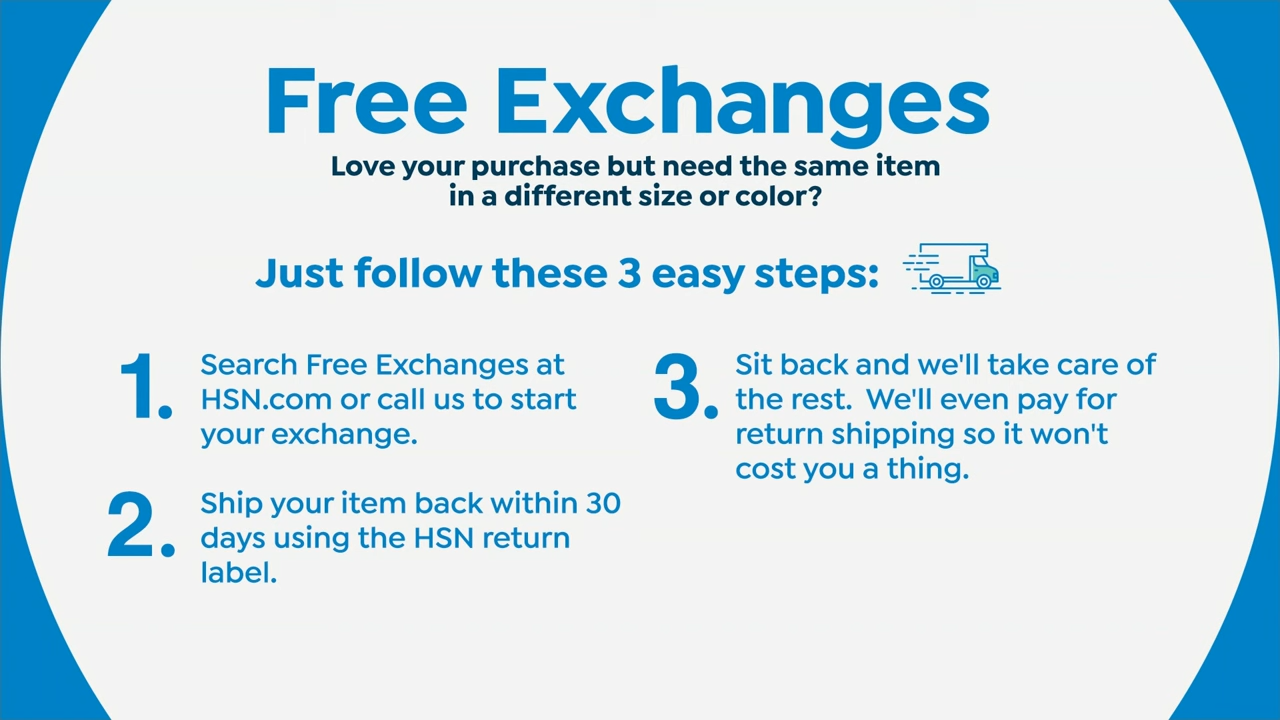 Free Exchanges
Love your purchase but need the same item
in a different size or color?
Just follow these 3 easy steps:
1. Search Free Exchanges at
HSN.com or call us to start
your exchange.
2. Ship your item back within 30
days using the HSN return
label.
3. Sit back and we'll take care of
the rest.  We'll even pay for
return shipping so it won't
cost you a thing.